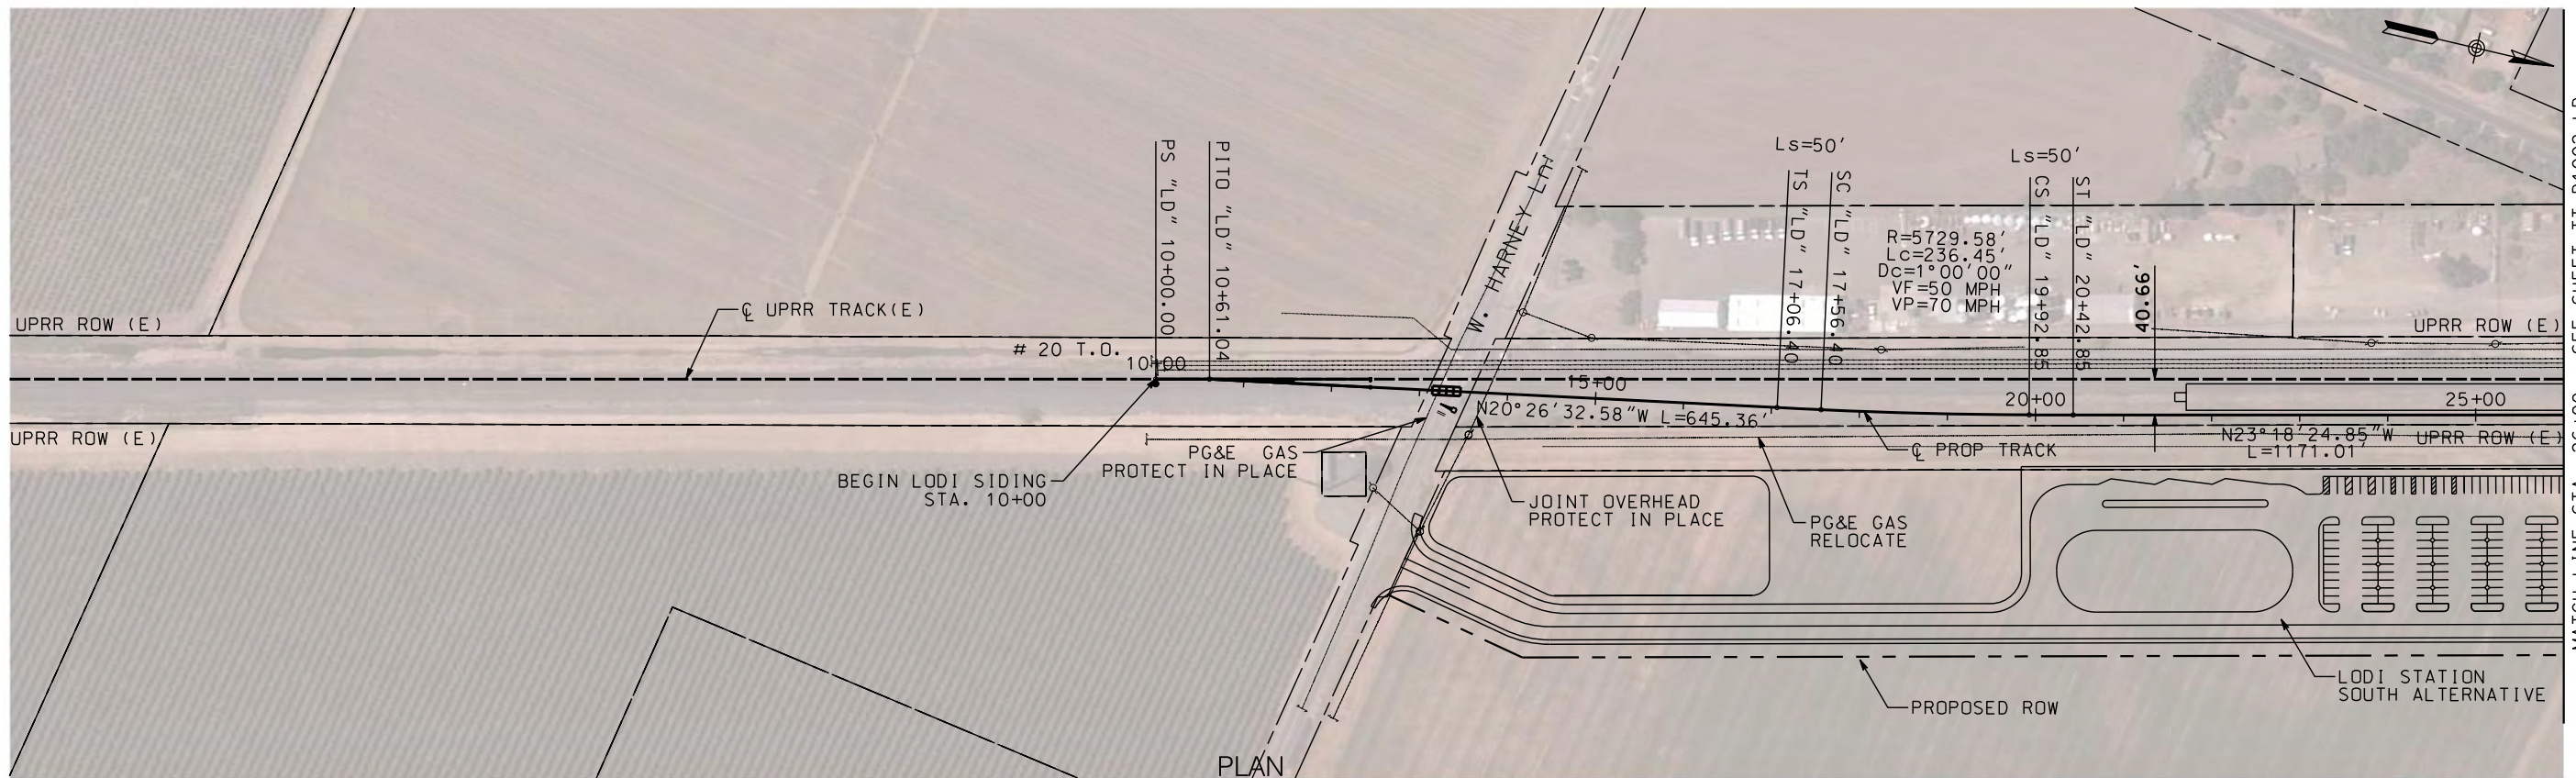 PS "LD" 10+00.00
PITO "LD" 10+61.04
W. HARNEY LN
Ls=50'
TS "LD" 17+06.40
SC "LD" 17+56.40
R=5729.58'
Lc=236.45'
Dc=1°00'00"
VF=50 MPH
VP=70 MPH
Ls=50'
CS "LD" 19+92.85
ST "LD" 20+42.85
40.66'
UPRR ROW (E)
℄ UPRR TRACK(E)
# 20 T.O.
10+00
15+00
20+00
25+00
UPRR ROW (E)
UPRR ROW (E)
N20°26'32.58"W L=645.36'
N23°18'24.85"W
L=1171.01'
UPRR ROW (E)
℄ PROP TRACK
PG&E GAS
PROTECT IN PLACE
BEGIN LODI SIDING
STA. 10+00
JOINT OVERHEAD
PROTECT IN PLACE
PG&E GAS
RELOCATE
LODI STATION
SOUTH ALTERNATIVE
PROPOSED ROW
PLAN